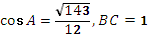 cos A = √143/12, BC = 1